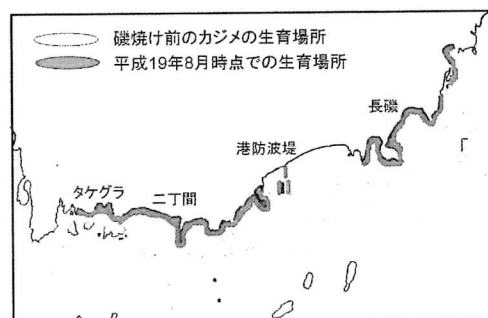 磯焼け前のカジメの生育場所
平成19年8月時点での生育場所
長磯
港防波堤
タケグラ
二丁間